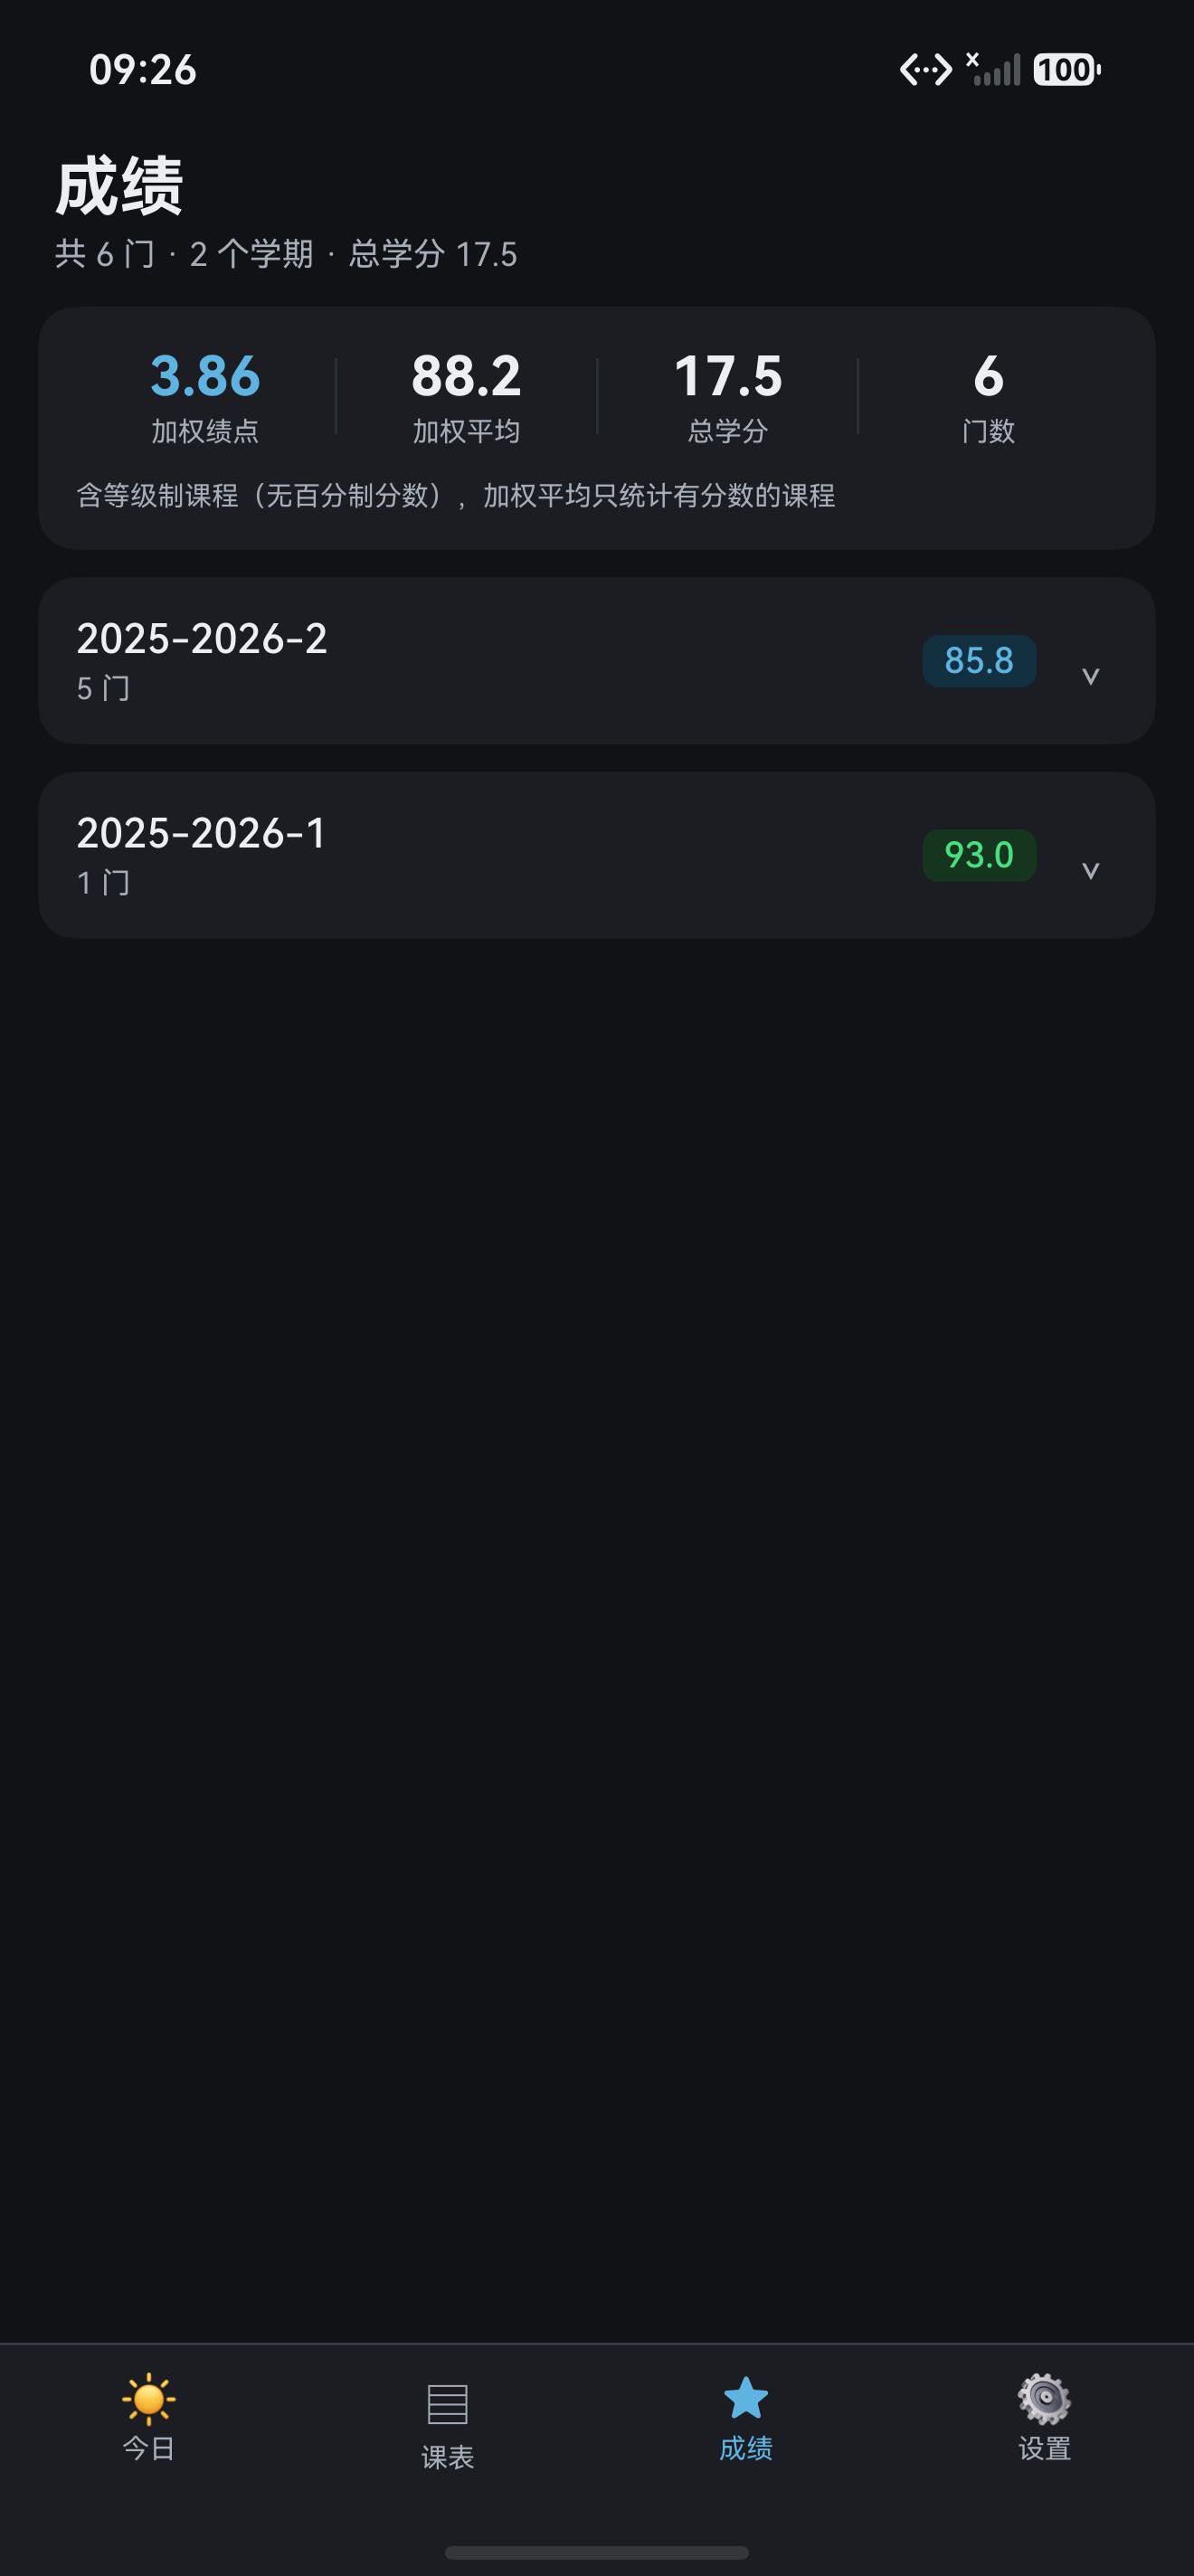 09:26
100
成绩
共 6 门 · 2 个学期 · 总学分 17.5
3.86 88.2 17.5 6
加权绩点 加权平均 总学分 门数
含等级制课程（无百分制分数），加权平均只统计有分数的课程
2025-2026-2
85.8
5 门
2025-2026-1
93.0
1 门
今日 课表 成绩 设置